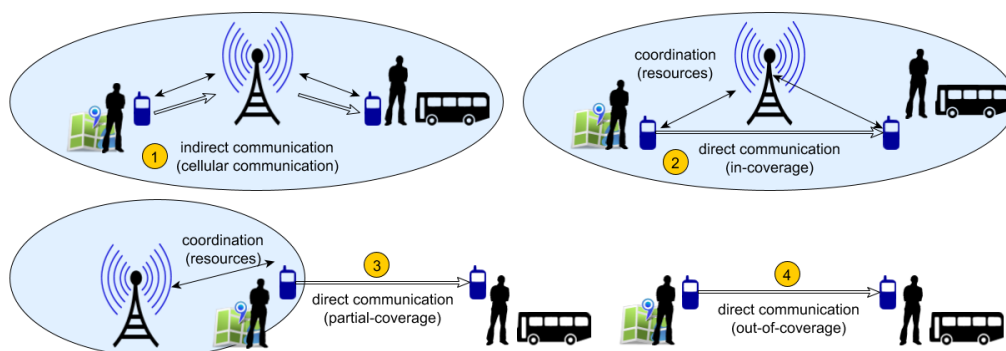 1
indirect communication
(cellular communication)
coordination
(resources)
2
direct communication
(in-coverage)
coordination
(resources)
3
direct communication
(partial-coverage)
4
direct communication
(out-of-coverage)